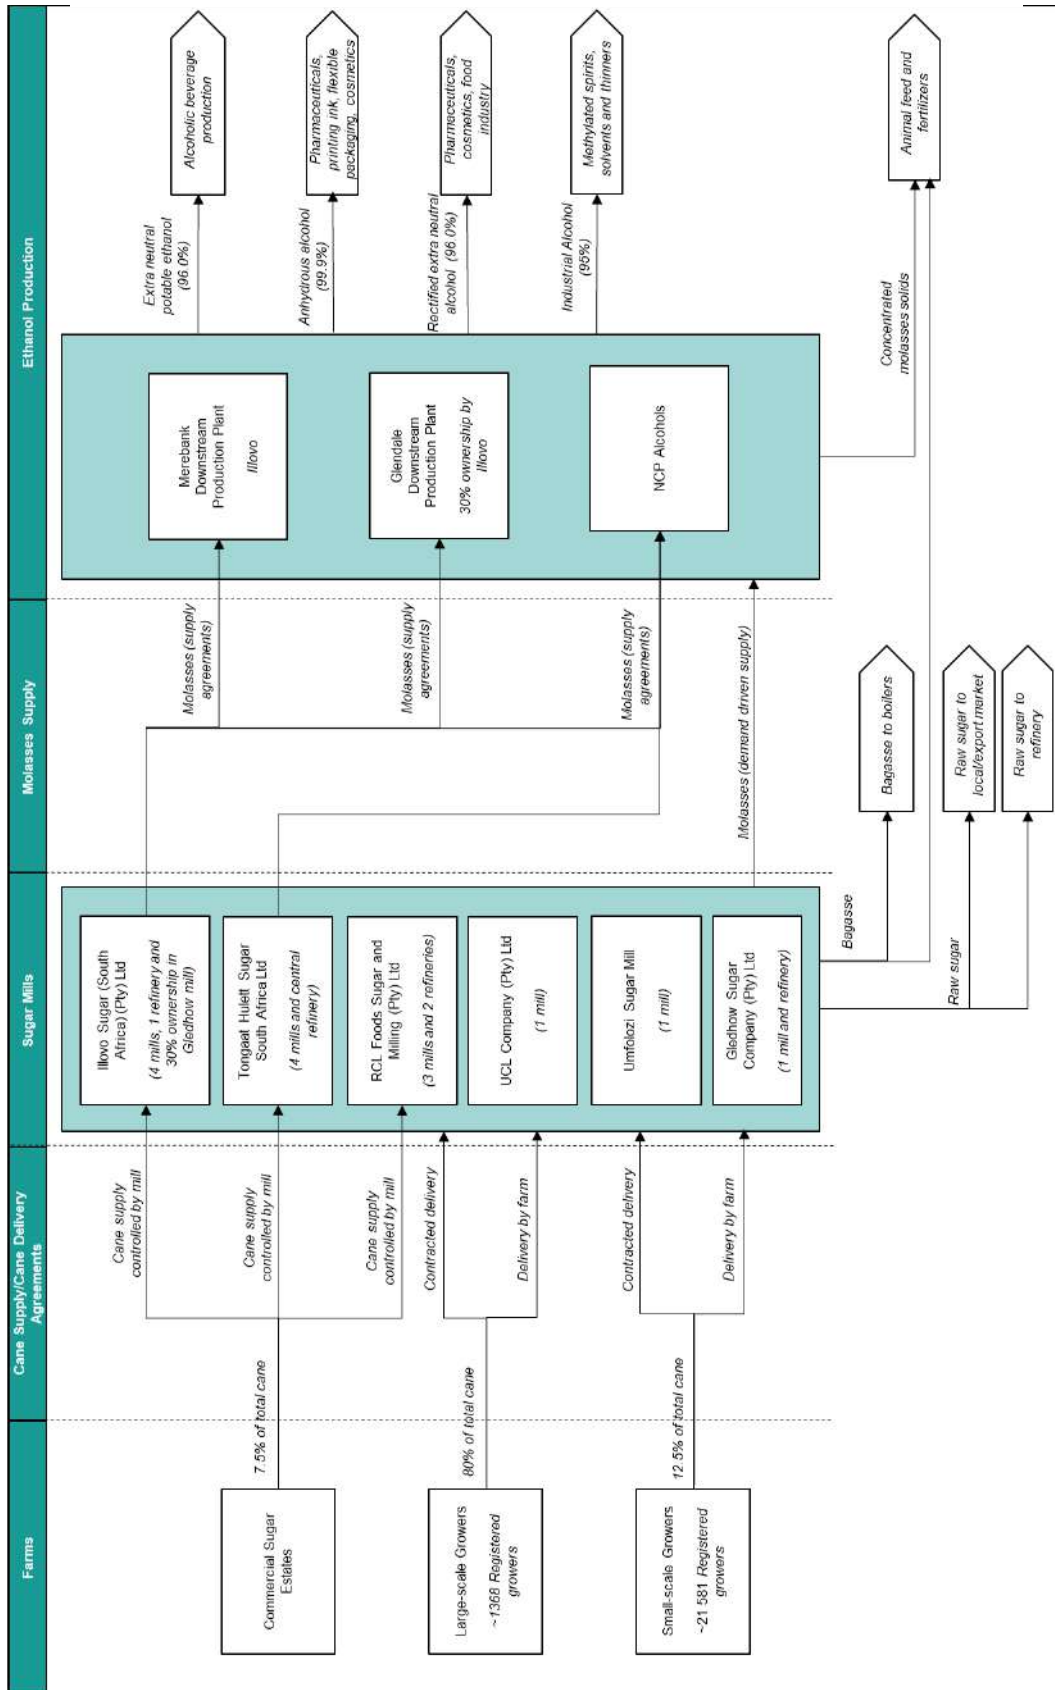 Farms
Cane Supply/Cane Delivery
Agreements
Sugar Mills
Molasses Supply
Ethanol Production
Commercial Sugar
Estates
Large-scale Growers
~1368 Registered
growers
Small-scale Growers
~21 581 Registered
growers
7.5% of total cane
80% of total cane
12.5% of total cane
Cane supply
controlled by mill
Cane supply
controlled by mill
Cane supply
controlled by mill
Contracted delivery
Delivery by farm
Contracted delivery
Delivery by farm
Illovo Sugar (South
Africa) (Pty) Ltd
(4 mills, 1 refinery and
30% ownership in
Gledhow mill)
Tongaat Hulett Sugar
South Africa Ltd
(4 mills and central
refinery)
RCL Foods Sugar and
Milling (Pty) Ltd
(3 mills and 2 refineries)
UCL Company (Pty) Ltd
(1 mill)
Umfolozi Sugar Mill
(1 mill)
Gledhow Sugar
Company (Pty) Ltd
(1 mill and refinery)
Molasses (supply
agreements)
Molasses (supply
agreements)
Molasses (supply
agreements)
Molasses (demand driven supply)
Bagasse
Raw sugar
Bagasse to boilers
Raw sugar to
local/export market
Raw sugar to
refinery
Merebank
Downstream
Production Plant
Illovo
Glendale
Downstream
Production Plant
30% ownership by
Illovo
NCP Alcohols
Extra neutral
potable ethanol
(96.0%)
Anhydrous alcohol
(99.9%)
Rectified extra neutral
alcohol (96.0%)
Industrial Alcohol
(95%)
Concentrated
molasses solids
Alcoholic beverage
production
Pharmaceuticals,
printing ink, flexible
packaging, cosmetics
Pharmaceuticals,
cosmetics, food
industry
Methylated spirits,
solvents and thinners
Animal feed and
fertilizers